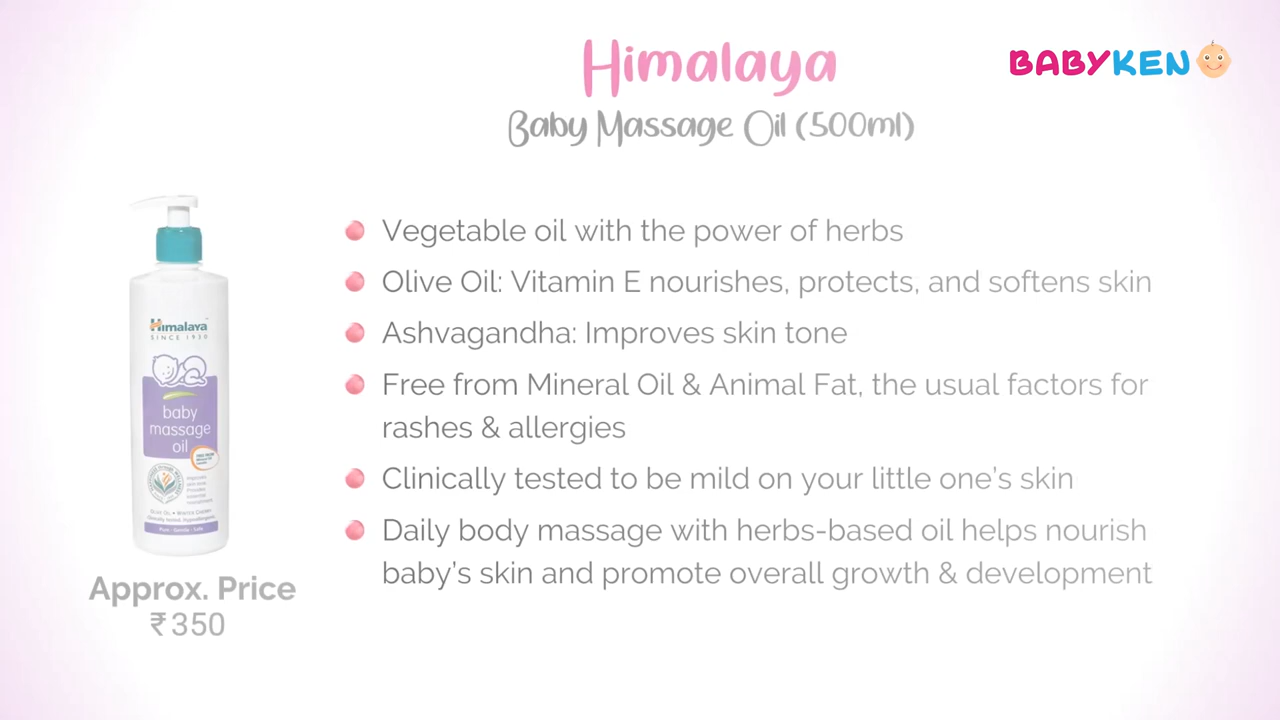 Himalaya
BABYKEN
Baby Massage Oil (500ml)
Vegetable oil with the power of herbs
Olive Oil: Vitamin E nourishes, protects, and softens skin
Ashvagandha: Improves skin tone
Free from Mineral Oil & Animal Fat, the usual factors for
rashes & allergies
Clinically tested to be mild on your little one's skin
Daily body massage with herbs-based oil helps nourish
baby's skin and promote overall growth & development
Himalaya
SINCE 1930
baby
massage
oil
Approx. Price
₹350